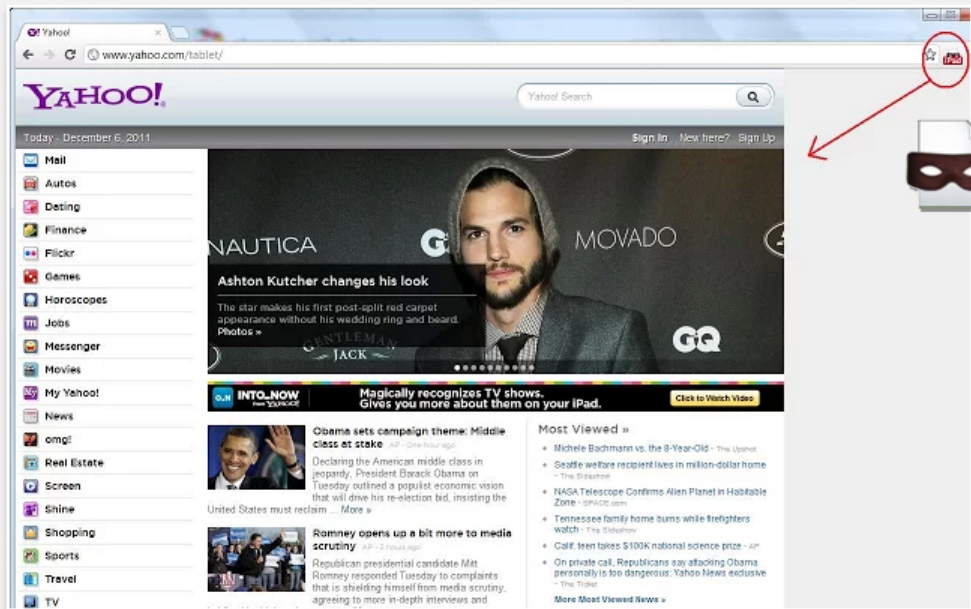 Yahoo!
www.yahoo.com/tablet/
iPad
YAHOO!
Yahoo! Search
Today - December 6, 2011
Sign In New here? Sign Up
Mail
Autos
Dating
Finance
Flickr
Games
Horoscopes
Jobs
Messenger
Movies
My Yahoo!
News
omg!
Real Estate
Screen
Shine
Shopping
Sports
Travel
TV
NAUTICA
G
MOVADO
Ashton Kutcher changes his look
The star makes his first post-split red carpet
appearance without his wedding ring and beard.
Photos »
GENTLEMAN
JACK
GQ
INTO_NOW
from YAHOO!
Magically recognizes TV shows.
Gives you more about them on your iPad.
Click to Watch Video
Obama sets campaign theme: Middle
class at stake AP - One hour ago
Declaring the American middle class in
jeopardy, President Barack Obama on
Tuesday outlined a populist economic vision
that will drive his re-election bid, insisting the
United States must reclaim ... More »
Romney opens up a bit more to media
scrutiny AP - 2 hours ago
Republican presidential candidate Mitt
Romney responded Tuesday to complaints
that is shielding himself from media scrutiny,
agreeing to more in-depth interviews and
Most Viewed »
Michele Bachmann vs. the 8-Year-Old - The Upshot
Seattle welfare recipient lives in million-dollar home
- The Sideshow
NASA Telescope Confirms Alien Planet in Habitable
Zone - SPACE.com
Tennessee family home burns while firefighters
watch - The Sideshow
Calif. teen takes $100K national science prize - AP
On private call, Republicans say attacking Obama
personally is too dangerous: Yahoo News exclusive
- The Ticket
More Most Viewed News »